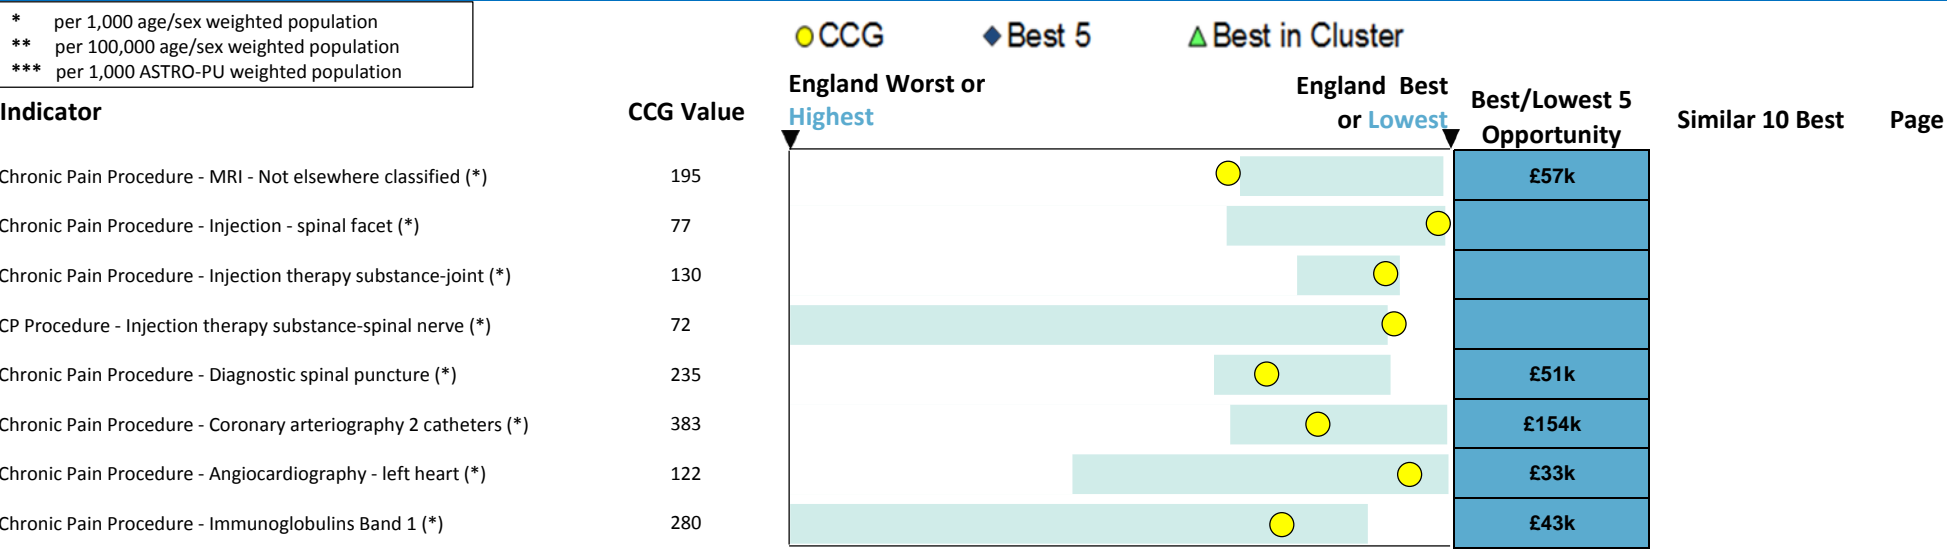 * per 1,000 age/sex weighted population
** per 100,000 age/sex weighted population
*** per 1,000 ASTRO-PU weighted population
CCG Best 5 Best in Cluster
Indicator CCG Value England Worst or Highest England Best or Lowest Best/Lowest 5 Opportunity Similar 10 Best Page
Chronic Pain Procedure - MRI - Not elsewhere classified (*) 195 £57k
Chronic Pain Procedure - Injection - spinal facet (*) 77
Chronic Pain Procedure - Injection therapy substance-joint (*) 130
CP Procedure - Injection therapy substance-spinal nerve (*) 72
Chronic Pain Procedure - Diagnostic spinal puncture (*) 235 £51k
Chronic Pain Procedure - Coronary arteriography 2 catheters (*) 383 £154k
Chronic Pain Procedure - Angiocardiography - left heart (*) 122 £33k
Chronic Pain Procedure - Immunoglobulins Band 1 (*) 280 £43k